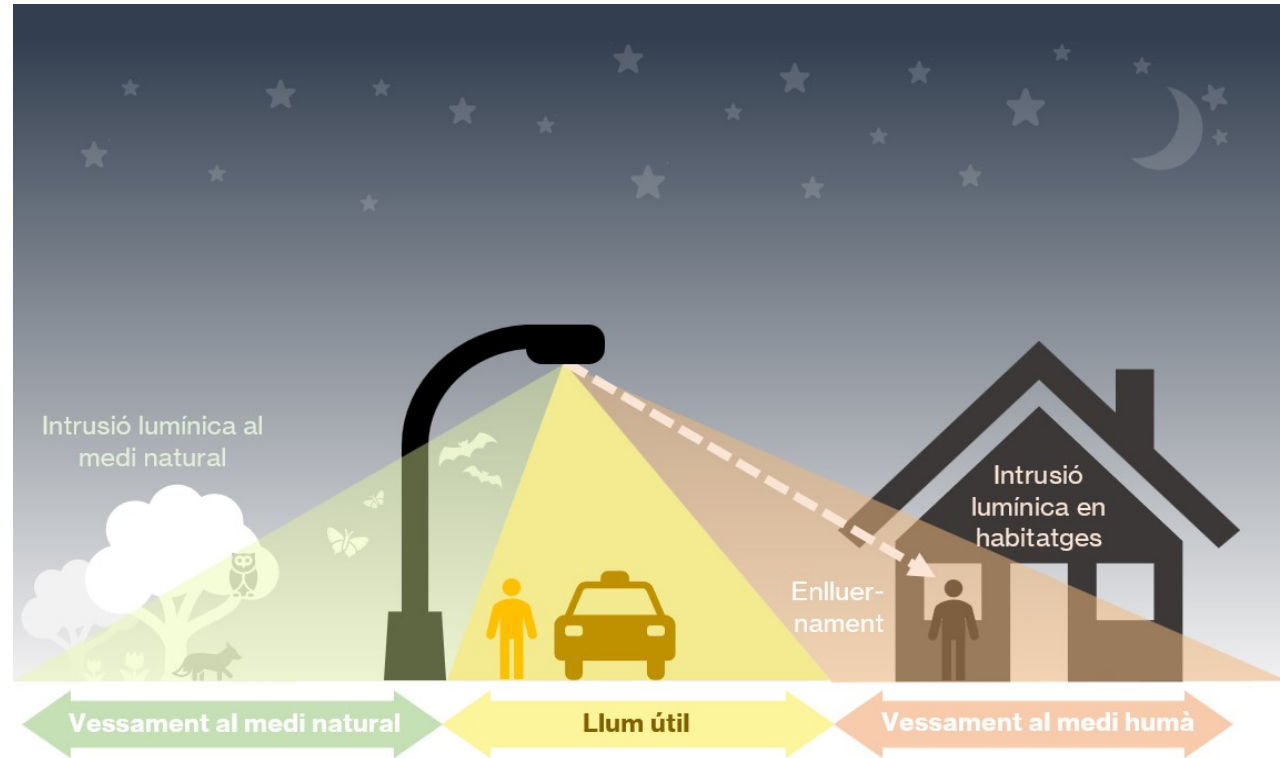 Intrusió lumínica al
medi natural
Intrusió
lumínica en
habitatges
Enlluer-
nament
Vessament al medi natural
Llum útil
Vessament al medi humà